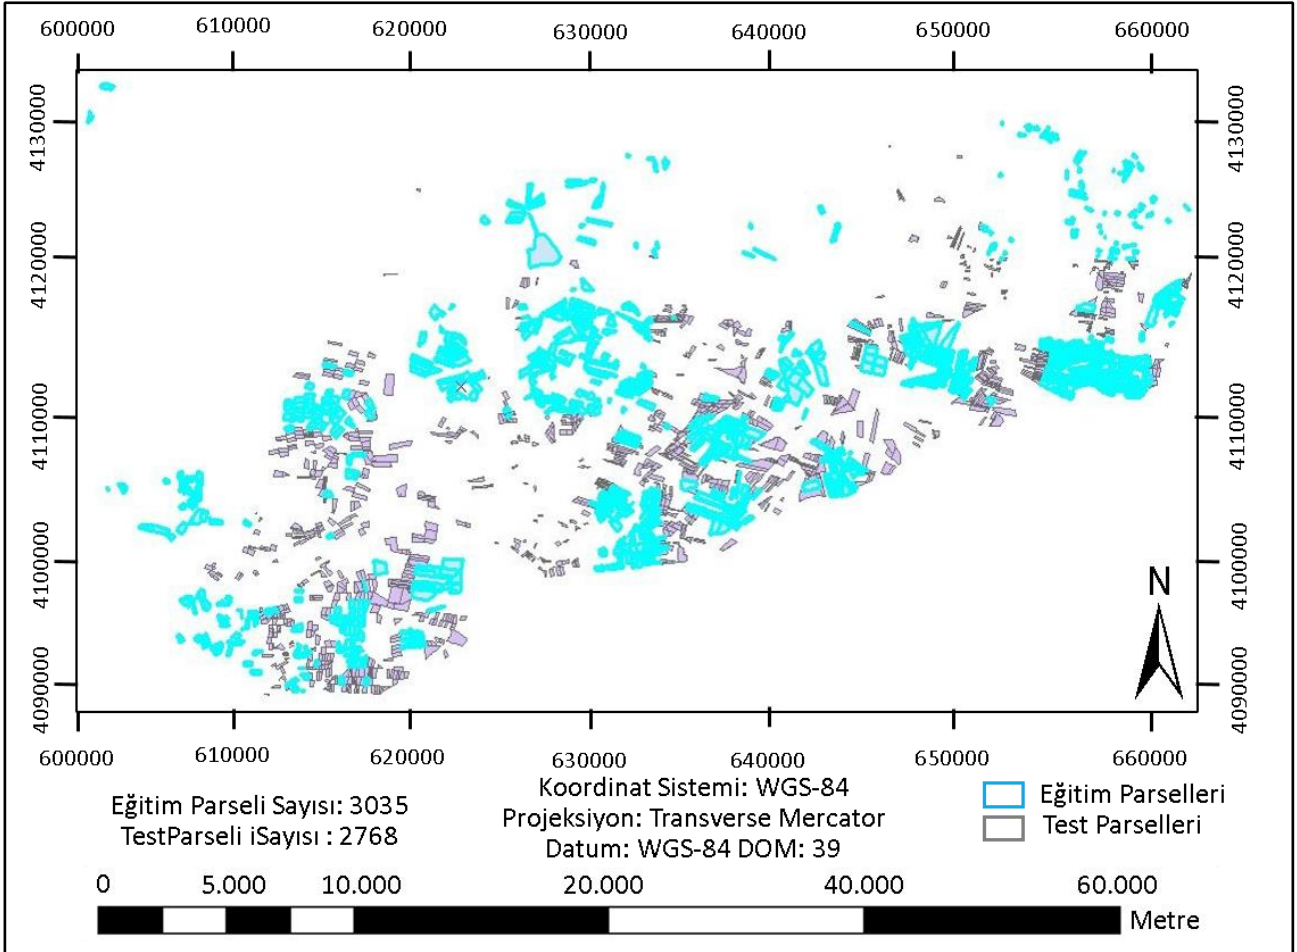 600000 610000 620000 630000 640000 650000 660000
4130000 4130000
4120000 4120000
4110000 4110000
4100000 4100000
N
4090000 4090000
600000 610000 620000 630000 640000 650000 660000
Eğitim Parseli Sayısı: 3035
TestParseli iSayısı : 2768
Koordinat Sistemi: WGS-84
Projeksiyon: Transverse Mercator
Datum: WGS-84 DOM: 39
Eğitim Parselleri
Test Parselleri
0 5.000 10.000 20.000 40.000 60.000
Metre